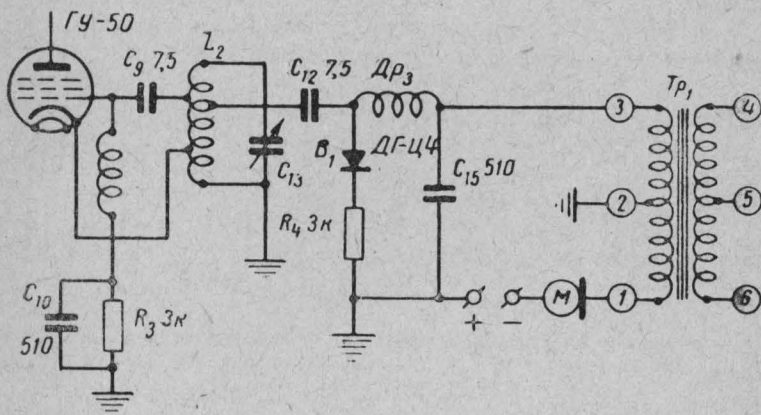 ГУ-50
C9 7,5
L2
C12 7,5
Др3
Тр1
3
4
B1
ДГ-Ц4
C13
C15 510
2
5
R4 3к
C10
510
R3 3к
+
-
М
1
6